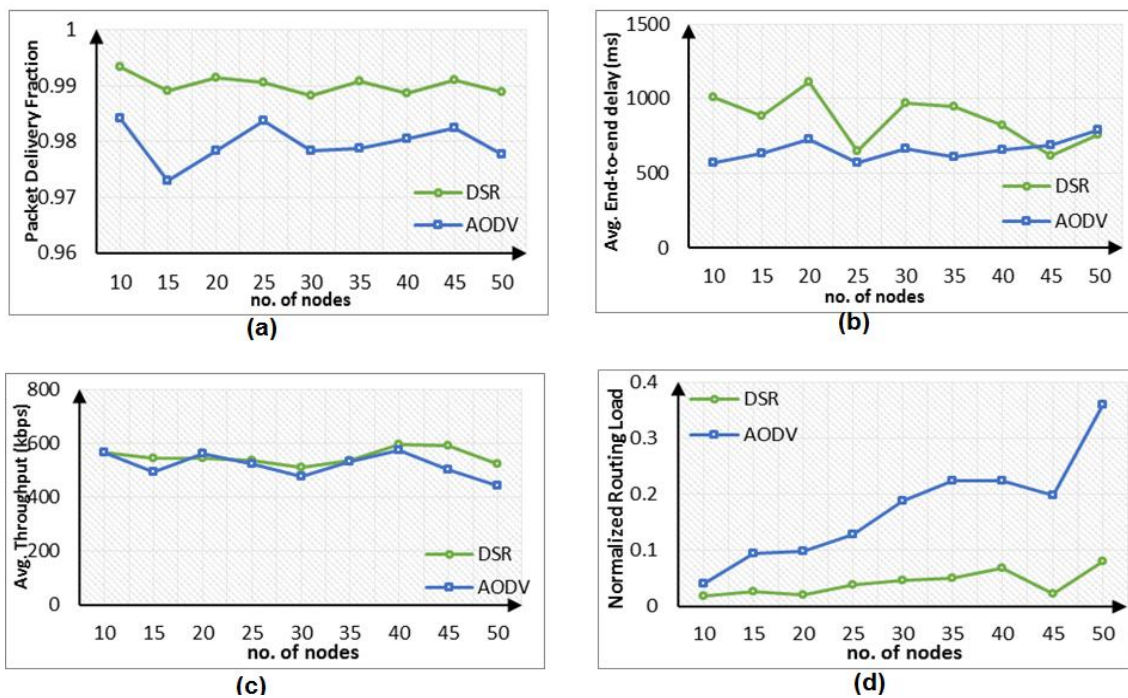 Packet Delivery Fraction
1
0.99
0.98
0.97
0.96
DSR
AODV
10 15 20 25 30 35 40 45 50
no. of nodes
(a)
Avg. End-to-end delay (ms)
1500
1000
500
0
DSR
AODV
10 15 20 25 30 35 40 45 50
no. of nodes
(b)
Avg. Throughput (kbps)
800
600
400
200
0
DSR
AODV
10 15 20 25 30 35 40 45 50
no. of nodes
(c)
Normalized Routing Load
0.4
0.3
0.2
0.1
0
DSR
AODV
10 15 20 25 30 35 40 45 50
no. of nodes
(d)